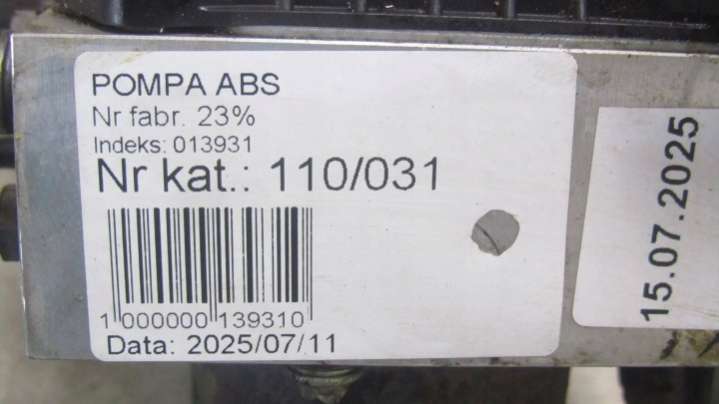 POMPA ABS
Nr fabr. 23%
Indeks: 013931
Nr kat.: 110/031
1 000000 139310
Data: 2025/07/11
15.07.2025